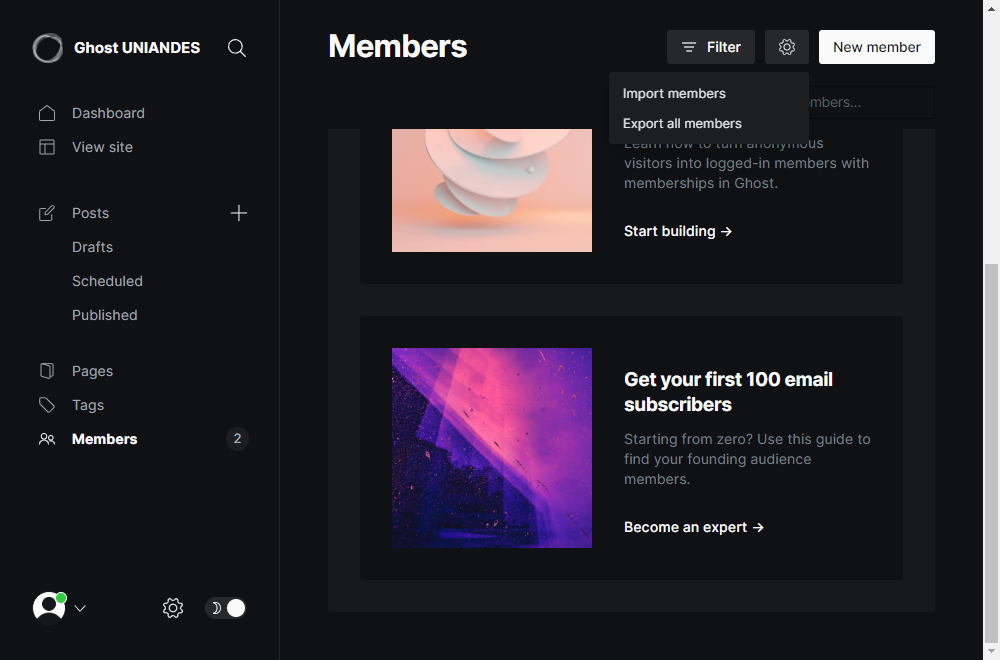 Ghost UNIANDES
Dashboard
View site
Posts
Drafts
Scheduled
Published
Pages
Tags
Members
2
Members
Filter
New member
Import members
Export all members
Learn how to turn anonymous
visitors into logged-in members with
memberships in Ghost.
Start building →
Get your first 100 email
subscribers
Starting from zero? Use this guide to
find your founding audience
members.
Become an expert →